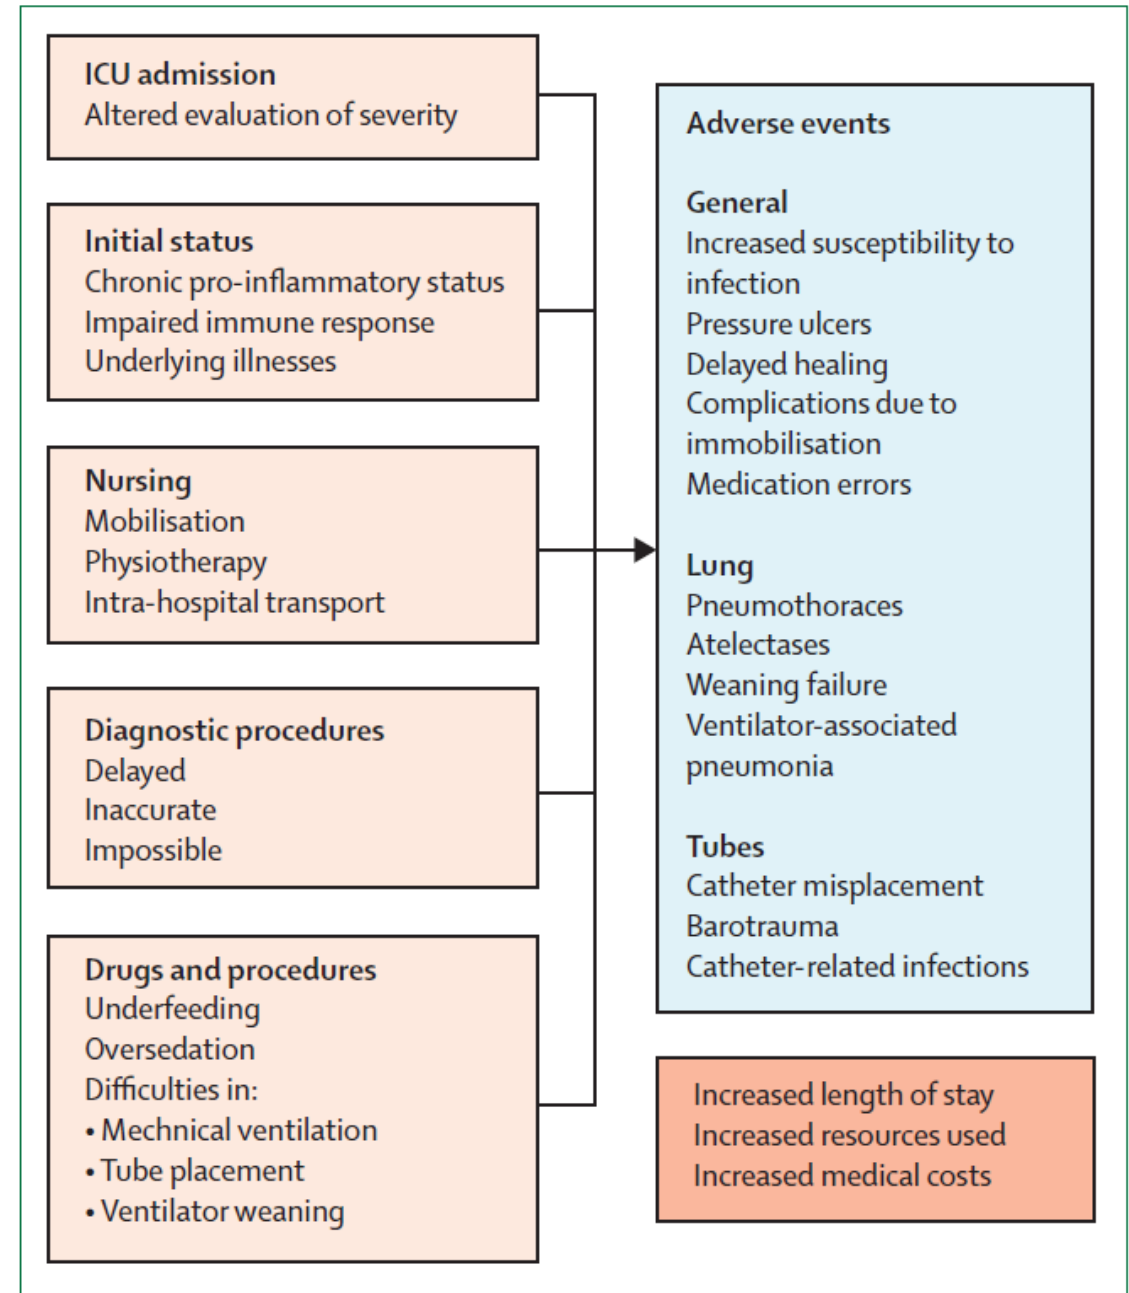 ICU admission
Altered evaluation of severity
Initial status
Chronic pro-inflammatory status
Impaired immune response
Underlying illnesses
Nursing
Mobilisation
Physiotherapy
Intra-hospital transport
Diagnostic procedures
Delayed
Inaccurate
Impossible
Drugs and procedures
Underfeeding
Oversedation
Difficulties in:
• Mechnical ventilation
• Tube placement
• Ventilator weaning
Adverse events
General
Increased susceptibility to
infection
Pressure ulcers
Delayed healing
Complications due to
immobilisation
Medication errors
Lung
Pneumothoraces
Atelectases
Weaning failure
Ventilator-associated
pneumonia
Tubes
Catheter misplacement
Barotrauma
Catheter-related infections
Increased length of stay
Increased resources used
Increased medical costs